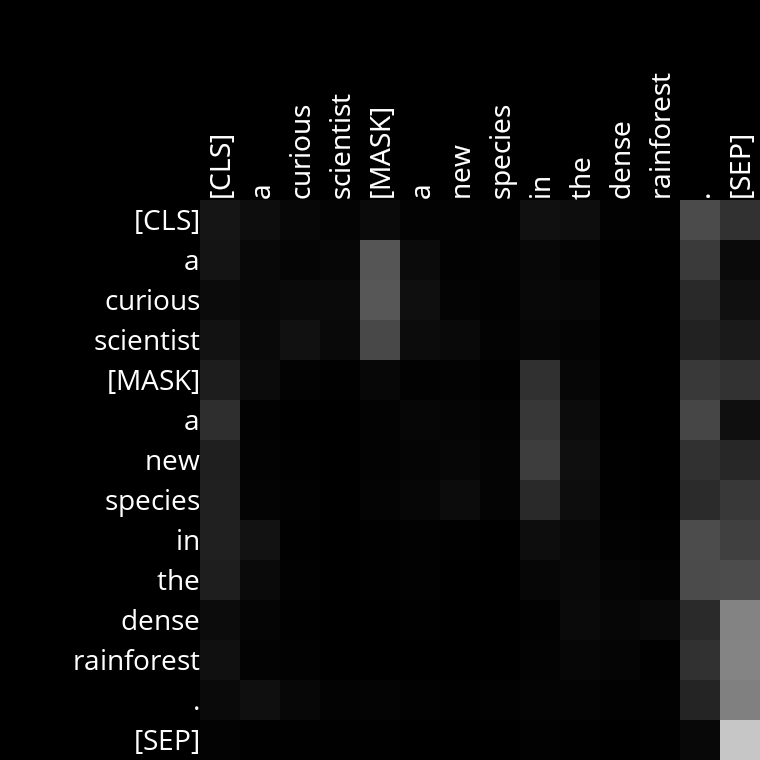 [CLS]
a
curious
scientist
[MASK]
a
new
species
in
the
dense
rainforest
.
[SEP]
[CLS]
a
curious
scientist
[MASK]
a
new
species
in
the
dense
rainforest
.
[SEP]